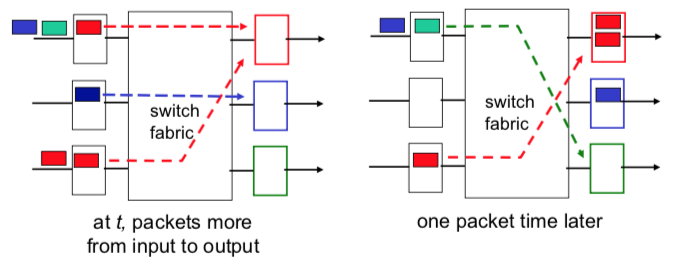 switch
fabric
at t, packets more
from input to output
switch
fabric
one packet time later